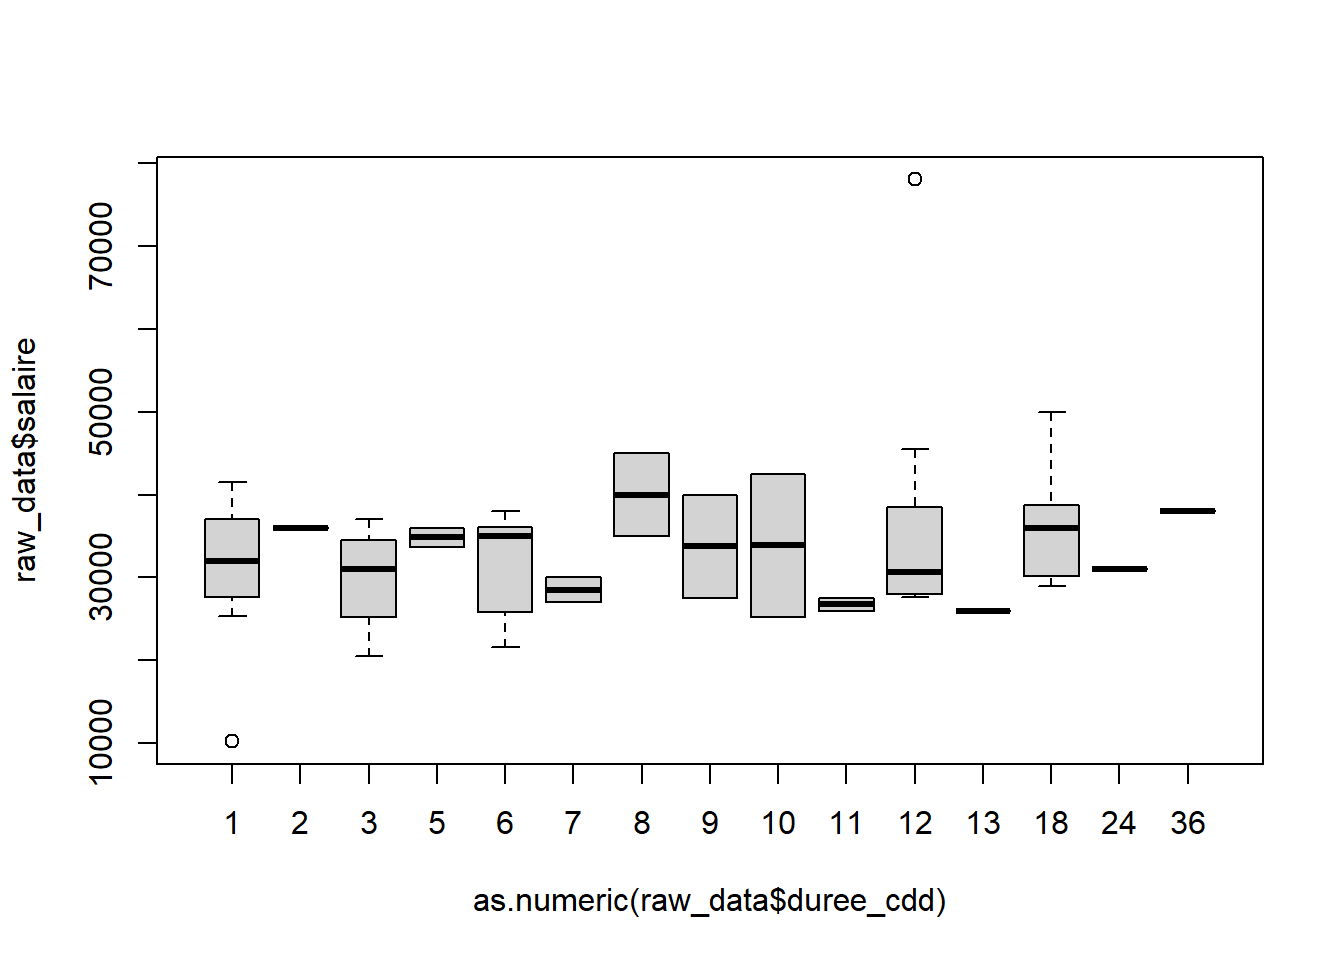 raw_data$salaire
70000
50000
30000
10000
1 2 3 5 6 7 8 9 10 11 12 13 18 24 36
as.numeric(raw_data$duree_cdd)